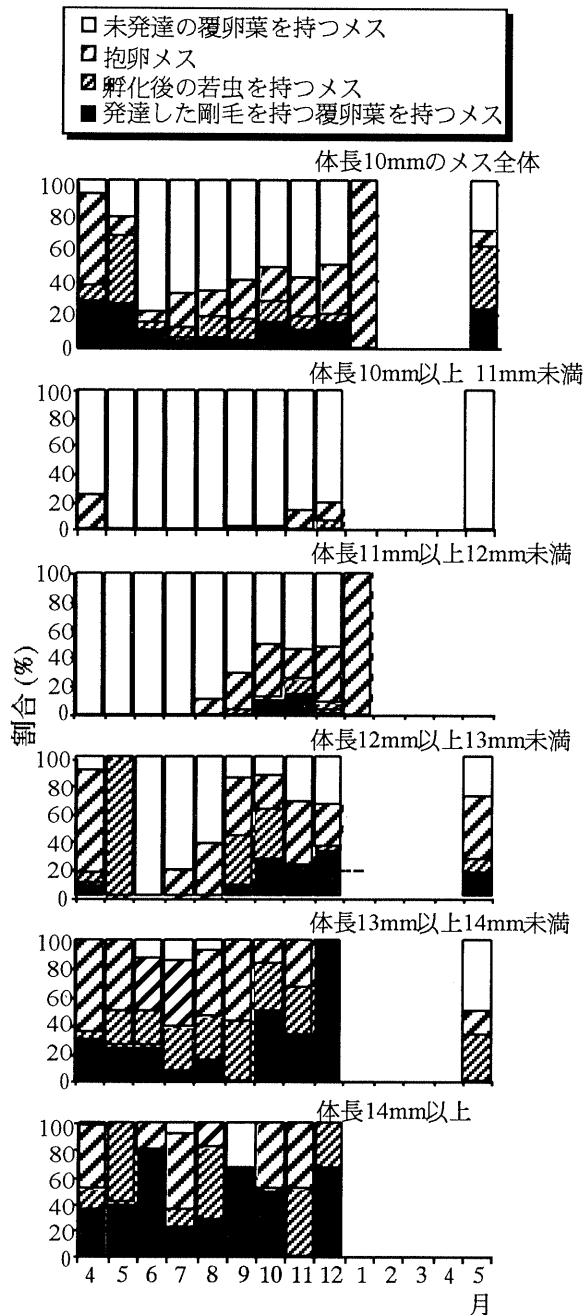 □ 未発達の覆卵葉を持つメス
抱卵メス
孵化後の若虫を持つメス
■ 発達した剛毛を持つ覆卵葉を持つメス
体長10mmのメス全体
100
80
60
40
20
0
体長10mm以上 11mm未満
100
80
60
40
20
0
体長11mm以上12mm未満
100
80
60
40
20
0
割合 (%)
体長12mm以上13mm未満
100
80
60
40
20
0
体長13mm以上14mm未満
100
80
60
40
20
0
体長14mm以上
100
80
60
40
20
0
4 5 6 7 8 9 10 11 12 1 2 3 4 5
月